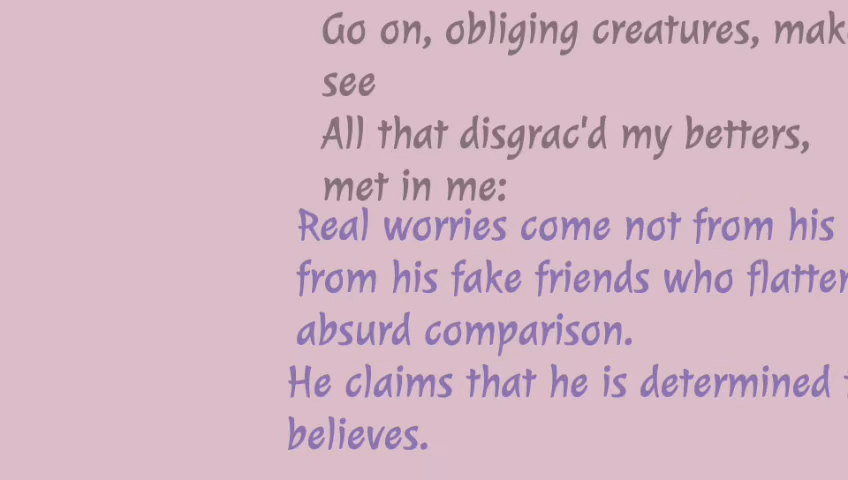 Go on, obliging creatures, mak
see
All that disgrac'd my betters,
met in me:
Real worries come not from his
from his fake friends who flatter
absurd comparison.
He claims that he is determined
believes.